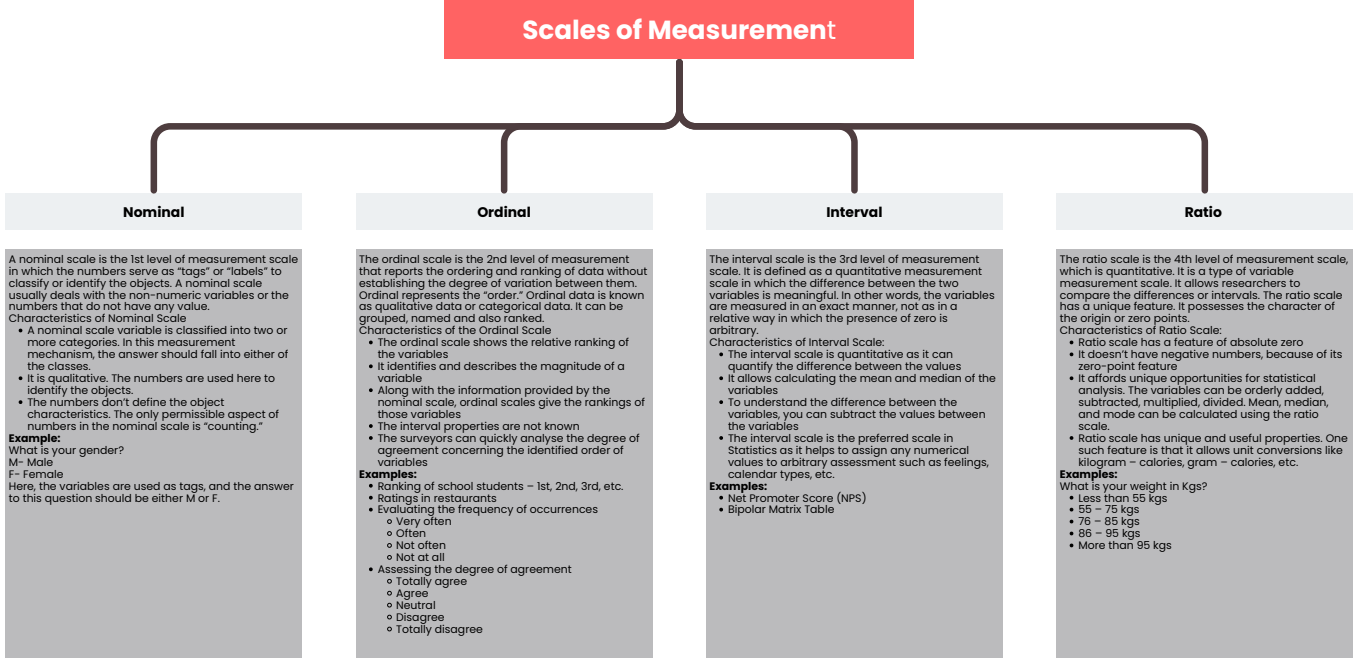 Scales of Measurement
Nominal
A nominal scale is the 1st level of measurement scale
in which the numbers serve as “tags” or “labels” to
classify or identify the objects. A nominal scale
usually deals with the non-numeric variables or the
numbers that do not have any value.
Characteristics of Nominal Scale
• A nominal scale variable is classified into two or
more categories. In this measurement
mechanism, the answer should fall into either of
the classes.
• It is qualitative. The numbers are used here to
identify the objects.
• The numbers don’t define the object
characteristics. The only permissible aspect of
numbers in the nominal scale is “counting.”
Example:
What is your gender?
M- Male
F- Female
Here, the variables are used as tags, and the answer
to this question should be either M or F.
Ordinal
The ordinal scale is the 2nd level of measurement
that reports the ordering and ranking of data without
establishing the degree of variation between them.
Ordinal represents the “order.” Ordinal data is known
as qualitative data or categorical data. It can be
grouped, named and also ranked.
Characteristics of the Ordinal Scale
• The ordinal scale shows the relative ranking of
the variables
• It identifies and describes the magnitude of a
variable
• Along with the information provided by the
nominal scale, ordinal scales give the rankings of
those variables
• The interval properties are not known
• The surveyors can quickly analyse the degree of
agreement concerning the identified order of
variables
Examples:
• Ranking of school students – 1st, 2nd, 3rd, etc.
• Ratings in restaurants
• Evaluating the frequency of occurrences
∘ Very often
∘ Often
∘ Not often
∘ Not at all
• Assessing the degree of agreement
∘ Totally agree
∘ Agree
∘ Neutral
∘ Disagree
∘ Totally disagree
Interval
The interval scale is the 3rd level of measurement
scale. It is defined as a quantitative measurement
scale in which the difference between the two
variables is meaningful. In other words, the variables
are measured in an exact manner, not as in a
relative way in which the presence of zero is
arbitrary.
Characteristics of Interval Scale:
• The interval scale is quantitative as it can
quantify the difference between the values
• It allows calculating the mean and median of the
variables
• To understand the difference between the
variables, you can subtract the values between
the variables
• The interval scale is the preferred scale in
Statistics as it helps to assign any numerical
values to arbitrary assessment such as feelings,
calendar types, etc.
Examples:
• Net Promoter Score (NPS)
• Bipolar Matrix Table
Ratio
The ratio scale is the 4th level of measurement scale,
which is quantitative. It is a type of variable
measurement scale. It allows researchers to
compare the differences or intervals. The ratio scale
has a unique feature. It possesses the character of
the origin or zero points.
Characteristics of Ratio Scale:
• Ratio scale has a feature of absolute zero
• It doesn’t have negative numbers, because of its
zero-point feature
• It affords unique opportunities for statistical
analysis. The variables can be orderly added,
subtracted, multiplied, divided. Mean, median,
and mode can be calculated using the ratio
scale.
• Ratio scale has unique and useful properties. One
such feature is that it allows unit conversions like
kilogram – calories, gram – calories, etc.
Examples:
What is your weight in Kgs?
• Less than 55 kgs
• 55 – 75 kgs
• 76 – 85 kgs
• 86 – 95 kgs
• More than 95 kgs